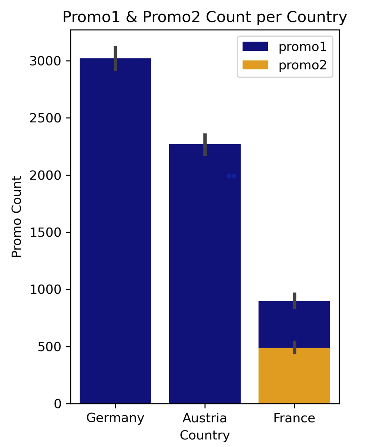 Promo1 & Promo2 Count per Country
promo1
promo2
3000
2500
2000
1500
1000
500
0
Promo Count
Germany Austria France
Country